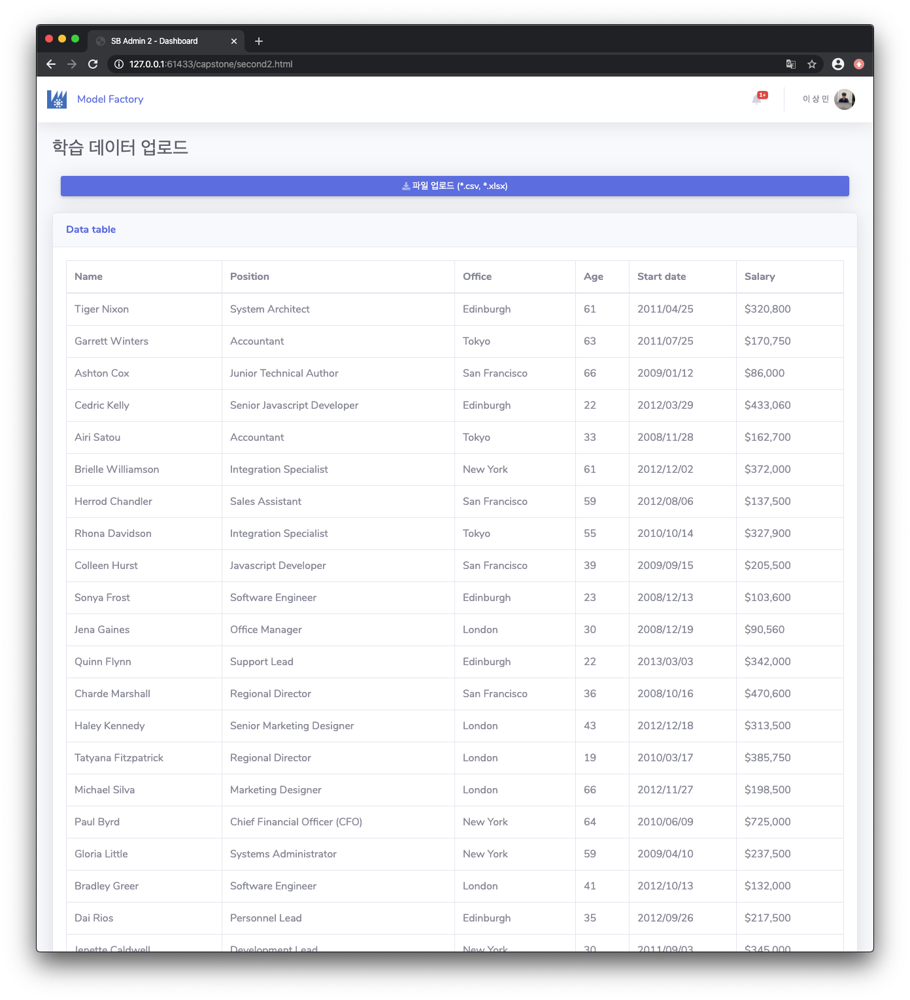 SB Admin 2 - Dashboard
127.0.0.1:61433/capstone/second2.html
Model Factory
1+
이 상 민
학습 데이터 업로드
파일 업로드 (*.csv, *.xlsx)
Data table
Name Position Office Age Start date Salary
Tiger Nixon System Architect Edinburgh 61 2011/04/25 $320,800
Garrett Winters Accountant Tokyo 63 2011/07/25 $170,750
Ashton Cox Junior Technical Author San Francisco 66 2009/01/12 $86,000
Cedric Kelly Senior Javascript Developer Edinburgh 22 2012/03/29 $433,060
Airi Satou Accountant Tokyo 33 2008/11/28 $162,700
Brielle Williamson Integration Specialist New York 61 2012/12/02 $372,000
Herrod Chandler Sales Assistant San Francisco 59 2012/08/06 $137,500
Rhona Davidson Integration Specialist Tokyo 55 2010/10/14 $327,900
Colleen Hurst Javascript Developer San Francisco 39 2009/09/15 $205,500
Sonya Frost Software Engineer Edinburgh 23 2008/12/13 $103,600
Jena Gaines Office Manager London 30 2008/12/19 $90,560
Quinn Flynn Support Lead Edinburgh 22 2013/03/03 $342,000
Charde Marshall Regional Director San Francisco 36 2008/10/16 $470,600
Haley Kennedy Senior Marketing Designer London 43 2012/12/18 $313,500
Tatyana Fitzpatrick Regional Director London 19 2010/03/17 $385,750
Michael Silva Marketing Designer London 66 2012/11/27 $198,500
Paul Byrd Chief Financial Officer (CFO) New York 64 2010/06/09 $725,000
Gloria Little Systems Administrator New York 59 2009/04/10 $237,500
Bradley Greer Software Engineer London 41 2012/10/13 $132,000
Dai Rios Personnel Lead Edinburgh 35 2012/09/26 $217,500
Jenette Caldwell Development Lead New York 30 2011/09/03 $345,000